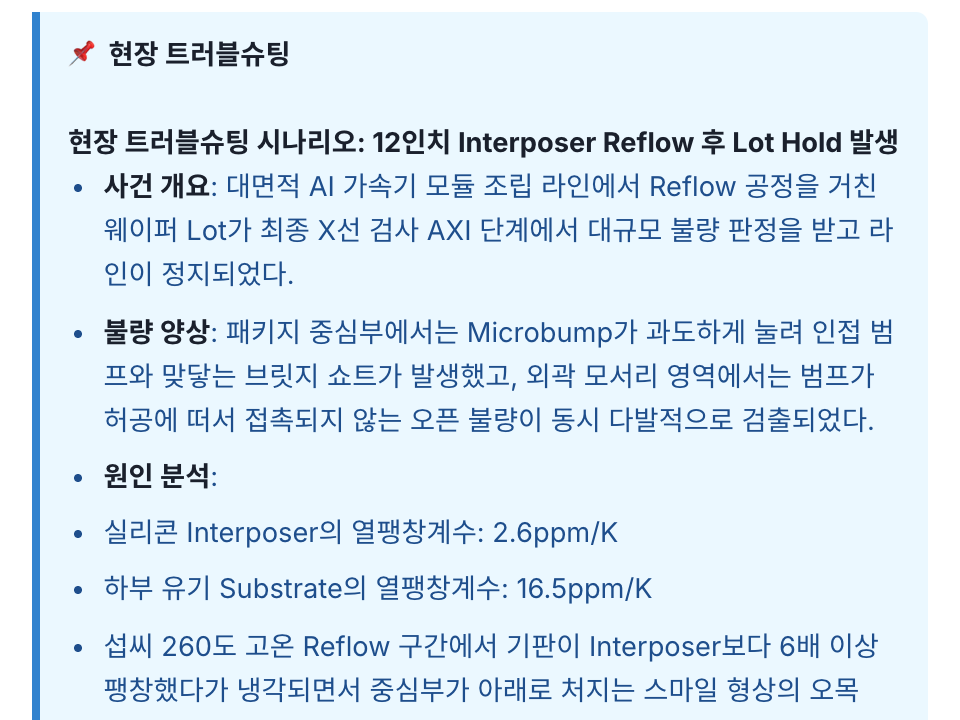 📌 현장 트러블슈팅
현장 트러블슈팅 시나리오: 12인치 Interposer Reflow 후 Lot Hold 발생
• 사건 개요: 대면적 AI 가속기 모듈 조립 라인에서 Reflow 공정을 거친
웨이퍼 Lot가 최종 X선 검사 AXI 단계에서 대규모 불량 판정을 받고 라
인이 정지되었다.
• 불량 양상: 패키지 중심부에서는 Microbump가 과도하게 눌려 인접 범
프와 맞닿는 브릿지 쇼트가 발생했고, 외곽 모서리 영역에서는 범프가
허공에 떠서 접촉되지 않는 오픈 불량이 동시 다발적으로 검출되었다.
• 원인 분석:
• 실리콘 Interposer의 열팽창계수: 2.6ppm/K
• 하부 유기 Substrate의 열팽창계수: 16.5ppm/K
• 섭씨 260도 고온 Reflow 구간에서 기판이 Interposer보다 6배 이상
팽창했다가 냉각되면서 중심부가 아래로 처지는 스마일 형상의 오목